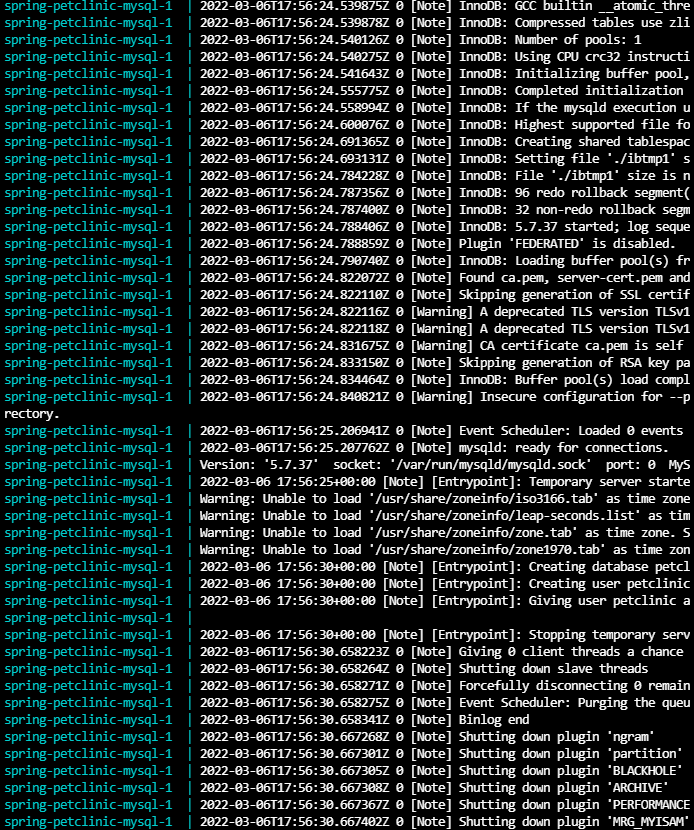 spring-petclinic-mysql-1  | 2022-03-06T17:56:24.539875Z 0 [Note] InnoDB: GCC builtin __atomic_thre
spring-petclinic-mysql-1  | 2022-03-06T17:56:24.539878Z 0 [Note] InnoDB: Compressed tables use zli
spring-petclinic-mysql-1  | 2022-03-06T17:56:24.540126Z 0 [Note] InnoDB: Number of pools: 1
spring-petclinic-mysql-1  | 2022-03-06T17:56:24.540275Z 0 [Note] InnoDB: Using CPU crc32 instructi
spring-petclinic-mysql-1  | 2022-03-06T17:56:24.541643Z 0 [Note] InnoDB: Initializing buffer pool,
spring-petclinic-mysql-1  | 2022-03-06T17:56:24.555775Z 0 [Note] InnoDB: Completed initialization
spring-petclinic-mysql-1  | 2022-03-06T17:56:24.558994Z 0 [Note] InnoDB: If the mysqld execution u
spring-petclinic-mysql-1  | 2022-03-06T17:56:24.600076Z 0 [Note] InnoDB: Highest supported file fo
spring-petclinic-mysql-1  | 2022-03-06T17:56:24.691365Z 0 [Note] InnoDB: Creating shared tablespac
spring-petclinic-mysql-1  | 2022-03-06T17:56:24.693131Z 0 [Note] InnoDB: Setting file './ibtmp1' s
spring-petclinic-mysql-1  | 2022-03-06T17:56:24.784228Z 0 [Note] InnoDB: File './ibtmp1' size is n
spring-petclinic-mysql-1  | 2022-03-06T17:56:24.787356Z 0 [Note] InnoDB: 96 redo rollback segment(
spring-petclinic-mysql-1  | 2022-03-06T17:56:24.787400Z 0 [Note] InnoDB: 32 non-redo rollback segm
spring-petclinic-mysql-1  | 2022-03-06T17:56:24.788406Z 0 [Note] InnoDB: 5.7.37 started; log seque
spring-petclinic-mysql-1  | 2022-03-06T17:56:24.788859Z 0 [Note] Plugin 'FEDERATED' is disabled.
spring-petclinic-mysql-1  | 2022-03-06T17:56:24.790740Z 0 [Note] InnoDB: Loading buffer pool(s) fr
spring-petclinic-mysql-1  | 2022-03-06T17:56:24.822072Z 0 [Note] Found ca.pem, server-cert.pem and
spring-petclinic-mysql-1  | 2022-03-06T17:56:24.822110Z 0 [Note] Skipping generation of SSL certif
spring-petclinic-mysql-1  | 2022-03-06T17:56:24.822116Z 0 [Warning] A deprecated TLS version TLSv1
spring-petclinic-mysql-1  | 2022-03-06T17:56:24.822118Z 0 [Warning] A deprecated TLS version TLSv1
spring-petclinic-mysql-1  | 2022-03-06T17:56:24.831675Z 0 [Warning] CA certificate ca.pem is self
spring-petclinic-mysql-1  | 2022-03-06T17:56:24.833150Z 0 [Note] Skipping generation of RSA key pa
spring-petclinic-mysql-1  | 2022-03-06T17:56:24.834464Z 0 [Note] InnoDB: Buffer pool(s) load compl
spring-petclinic-mysql-1  | 2022-03-06T17:56:24.840821Z 0 [Warning] Insecure configuration for --p
rectory.
spring-petclinic-mysql-1  | 2022-03-06T17:56:25.206941Z 0 [Note] Event Scheduler: Loaded 0 events
spring-petclinic-mysql-1  | 2022-03-06T17:56:25.207762Z 0 [Note] mysqld: ready for connections.
spring-petclinic-mysql-1  | Version: '5.7.37'  socket: '/var/run/mysqld/mysqld.sock'  port: 0  MyS
spring-petclinic-mysql-1  | 2022-03-06 17:56:25+00:00 [Note] [Entrypoint]: Temporary server starte
spring-petclinic-mysql-1  | Warning: Unable to load '/usr/share/zoneinfo/iso3166.tab' as time zone
spring-petclinic-mysql-1  | Warning: Unable to load '/usr/share/zoneinfo/leap-seconds.list' as tim
spring-petclinic-mysql-1  | Warning: Unable to load '/usr/share/zoneinfo/zone.tab' as time zone. S
spring-petclinic-mysql-1  | Warning: Unable to load '/usr/share/zoneinfo/zone1970.tab' as time zon
spring-petclinic-mysql-1  | 2022-03-06 17:56:30+00:00 [Note] [Entrypoint]: Creating database petcl
spring-petclinic-mysql-1  | 2022-03-06 17:56:30+00:00 [Note] [Entrypoint]: Creating user petclinic
spring-petclinic-mysql-1  | 2022-03-06 17:56:30+00:00 [Note] [Entrypoint]: Giving user petclinic a
spring-petclinic-mysql-1  |
spring-petclinic-mysql-1  | 2022-03-06 17:56:30+00:00 [Note] [Entrypoint]: Stopping temporary serv
spring-petclinic-mysql-1  | 2022-03-06T17:56:30.658223Z 0 [Note] Giving 0 client threads a chance
spring-petclinic-mysql-1  | 2022-03-06T17:56:30.658264Z 0 [Note] Shutting down slave threads
spring-petclinic-mysql-1  | 2022-03-06T17:56:30.658271Z 0 [Note] Forcefully disconnecting 0 remain
spring-petclinic-mysql-1  | 2022-03-06T17:56:30.658275Z 0 [Note] Event Scheduler: Purging the queu
spring-petclinic-mysql-1  | 2022-03-06T17:56:30.658341Z 0 [Note] Binlog end
spring-petclinic-mysql-1  | 2022-03-06T17:56:30.667268Z 0 [Note] Shutting down plugin 'ngram'
spring-petclinic-mysql-1  | 2022-03-06T17:56:30.667301Z 0 [Note] Shutting down plugin 'partition'
spring-petclinic-mysql-1  | 2022-03-06T17:56:30.667305Z 0 [Note] Shutting down plugin 'BLACKHOLE'
spring-petclinic-mysql-1  | 2022-03-06T17:56:30.667308Z 0 [Note] Shutting down plugin 'ARCHIVE'
spring-petclinic-mysql-1  | 2022-03-06T17:56:30.667367Z 0 [Note] Shutting down plugin 'PERFORMANCE
spring-petclinic-mysql-1  | 2022-03-06T17:56:30.667402Z 0 [Note] Shutting down plugin 'MRG_MYISAM'